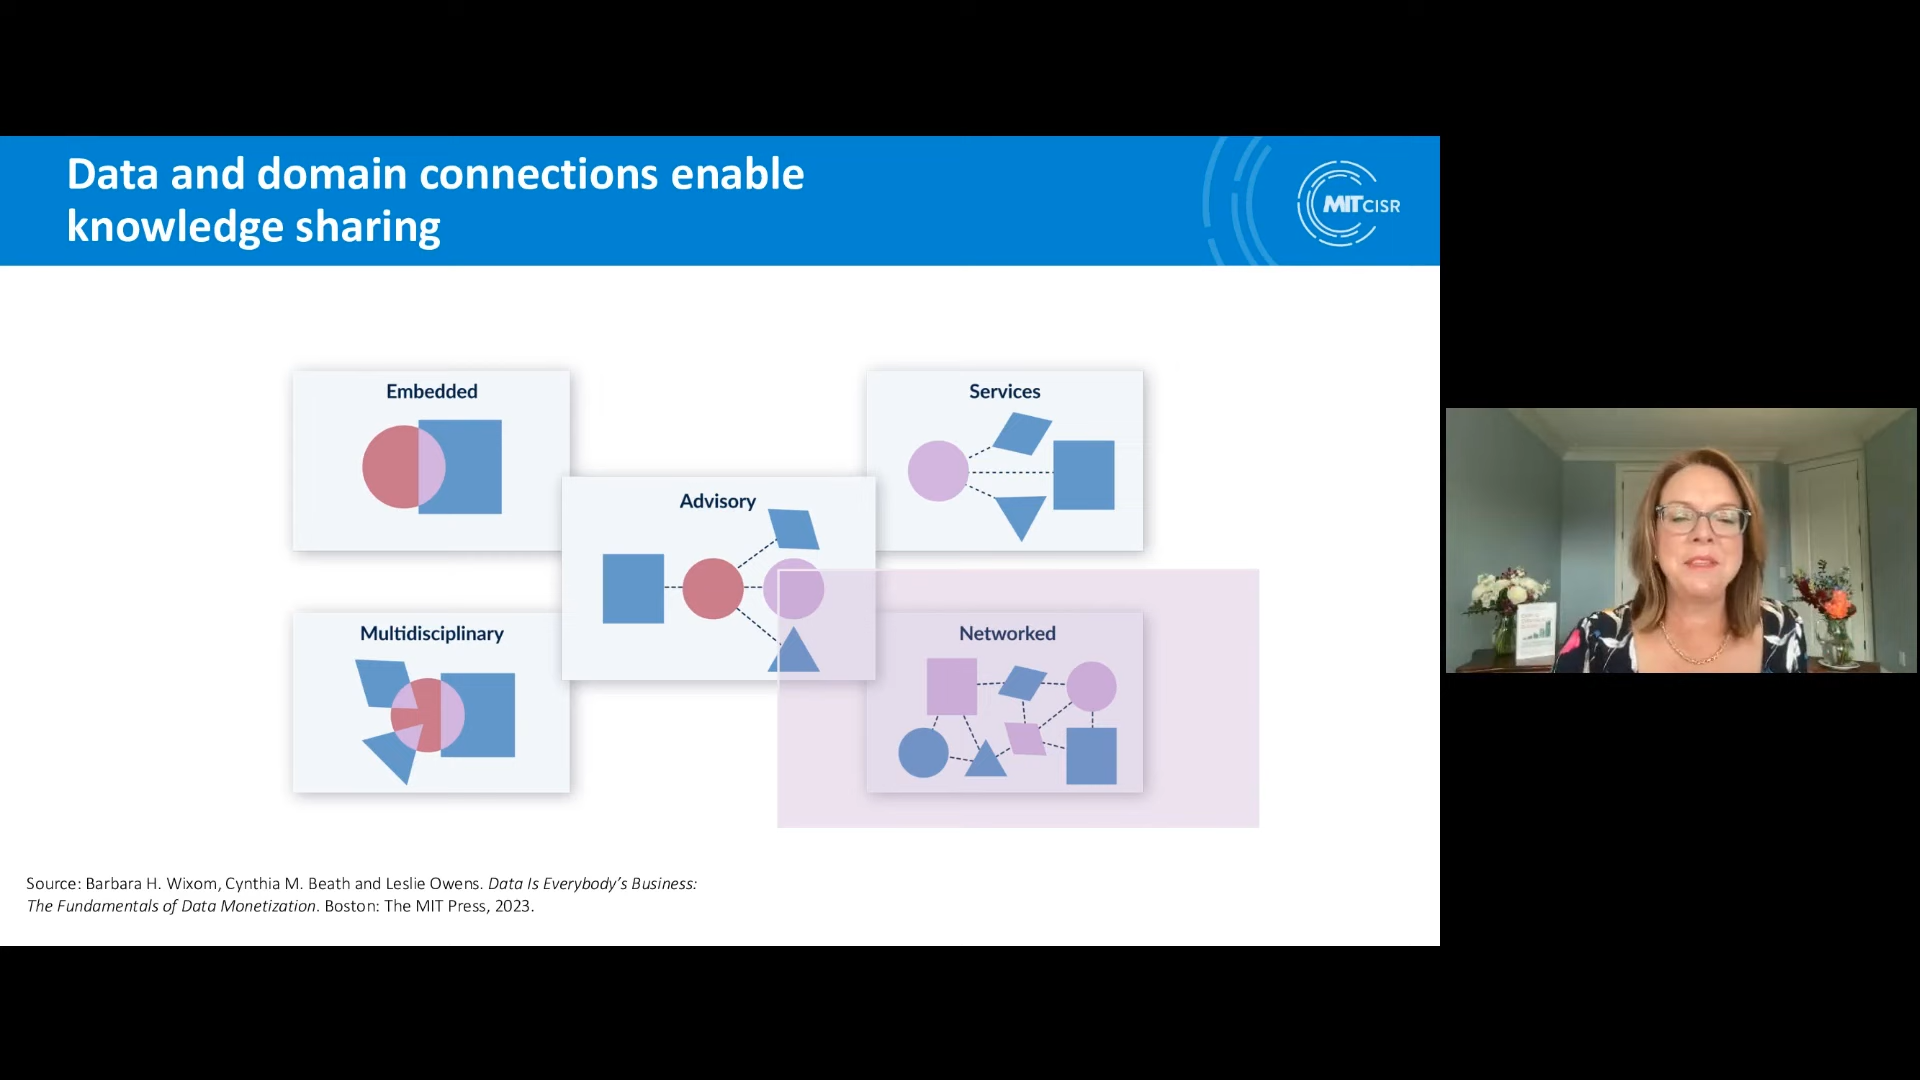 Data and domain connections enable
knowledge sharing
MIT CISR
Embedded
Services
Advisory
Multidisciplinary
Networked
Source: Barbara H. Wixom, Cynthia M. Beath and Leslie Owens. Data Is Everybody's Business:
The Fundamentals of Data Monetization. Boston: The MIT Press, 2023.